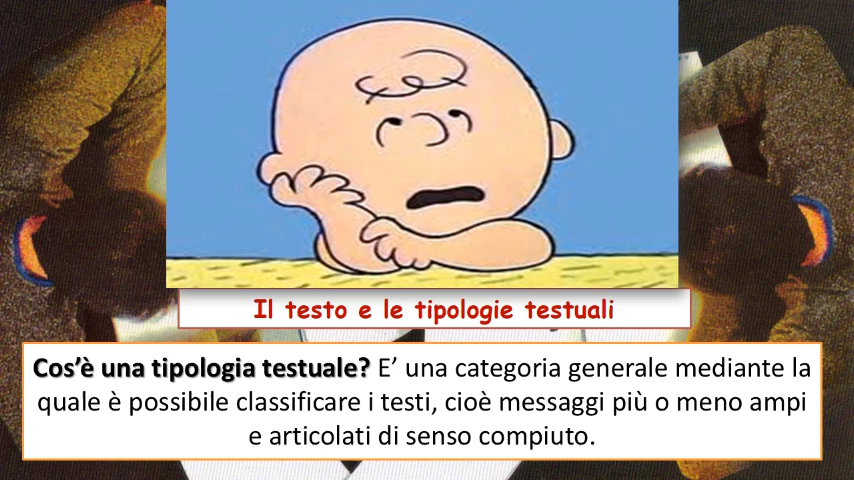 Il testo e le tipologie testuali
Cos’è una tipologia testuale? E’ una categoria generale mediante la
quale è possibile classificare i testi, cioè messaggi più o meno ampi
e articolati di senso compiuto.